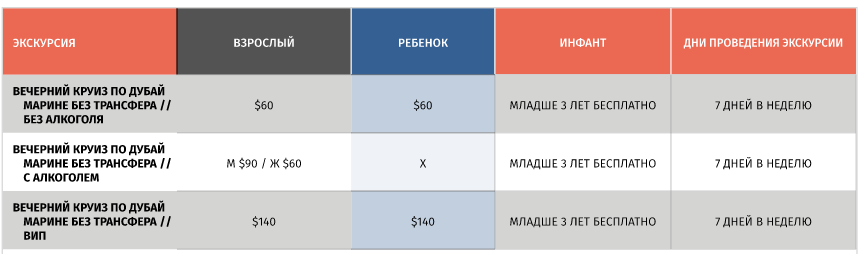 ЭКСКУРСИЯ ВЗРОСЛЫЙ РЕБЕНОК ИНФАНТ ДНИ ПРОВЕДЕНИЯ ЭКСКУРСИИ
ВЕЧЕРНИЙ КРУИЗ ПО ДУБАЙ
МАРИНЕ БЕЗ ТРАНСФЕРА // $60 $60 МЛАДШЕ 3 ЛЕТ БЕСПЛАТНО 7 ДНЕЙ В НЕДЕЛЮ
БЕЗ АЛКОГОЛЯ
ВЕЧЕРНИЙ КРУИЗ ПО ДУБАЙ
МАРИНЕ БЕЗ ТРАНСФЕРА // М $90 / Ж $60 X МЛАДШЕ 3 ЛЕТ БЕСПЛАТНО 7 ДНЕЙ В НЕДЕЛЮ
С АЛКОГОЛЕМ
ВЕЧЕРНИЙ КРУИЗ ПО ДУБАЙ
МАРИНЕ БЕЗ ТРАНСФЕРА // $140 $140 МЛАДШЕ 3 ЛЕТ БЕСПЛАТНО 7 ДНЕЙ В НЕДЕЛЮ
ВИП